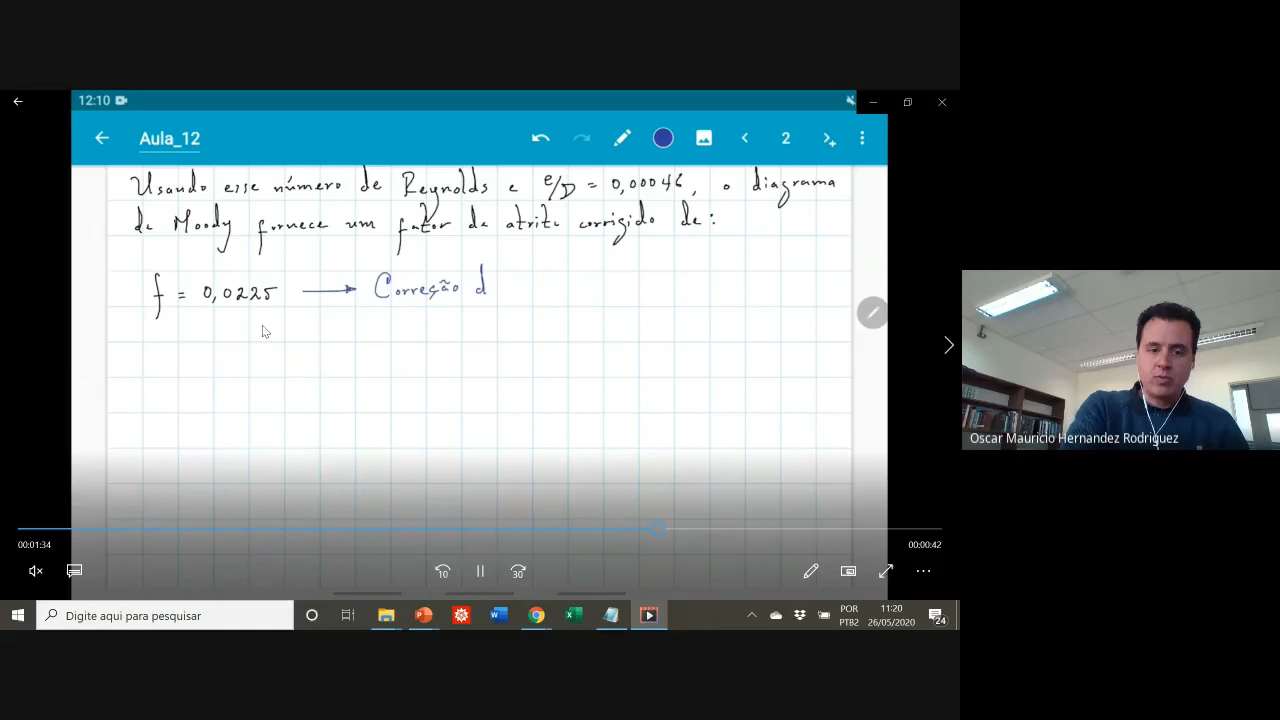 12:10
Aula_12
2
Usando esse número de Reynolds e e/D = 0,00046, o diagrama
de Moody fornece um fator de atrito corrigido de:
f = 0,0225 → Correção d
Oscar Mauricio Hernandez Rodriguez
00:01:34
00:00:42
10
30
Digite aqui para pesquisar
POR
PTB2
11:20
26/05/2020
24